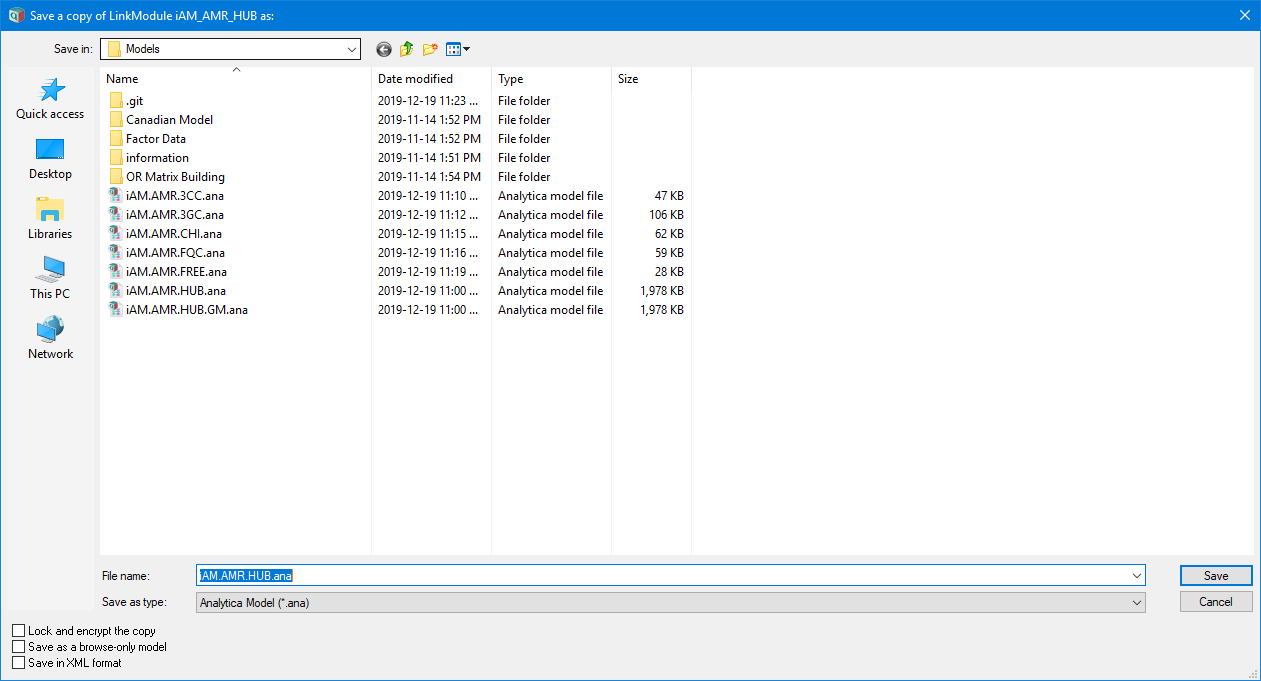 Save a copy of LinkModule iAM_AMR_HUB as:
Save in: Models
Name Date modified Type Size
.git 2019-12-19 11:23 ... File folder
Canadian Model 2019-11-14 1:52 PM File folder
Factor Data 2019-11-14 1:52 PM File folder
information 2019-11-14 1:51 PM File folder
OR Matrix Building 2019-11-14 1:54 PM File folder
iAM.AMR.3CC.ana 2019-12-19 11:10 ... Analytica model file 47 KB
iAM.AMR.3GC.ana 2019-12-19 11:12 ... Analytica model file 106 KB
iAM.AMR.CHI.ana 2019-12-19 11:15 ... Analytica model file 62 KB
iAM.AMR.FQC.ana 2019-12-19 11:16 ... Analytica model file 59 KB
iAM.AMR.FREE.ana 2019-12-19 11:19 ... Analytica model file 28 KB
iAM.AMR.HUB.ana 2019-12-19 11:00 ... Analytica model file 1,978 KB
iAM.AMR.HUB.GM.ana 2019-12-19 11:00 ... Analytica model file 1,978 KB
Quick access
Desktop
Libraries
This PC
Network
File name: iAM.AMR.HUB.ana Save
Save as type: Analytica Model (*.ana) Cancel
Lock and encrypt the copy
Save as a browse-only model
Save in XML format